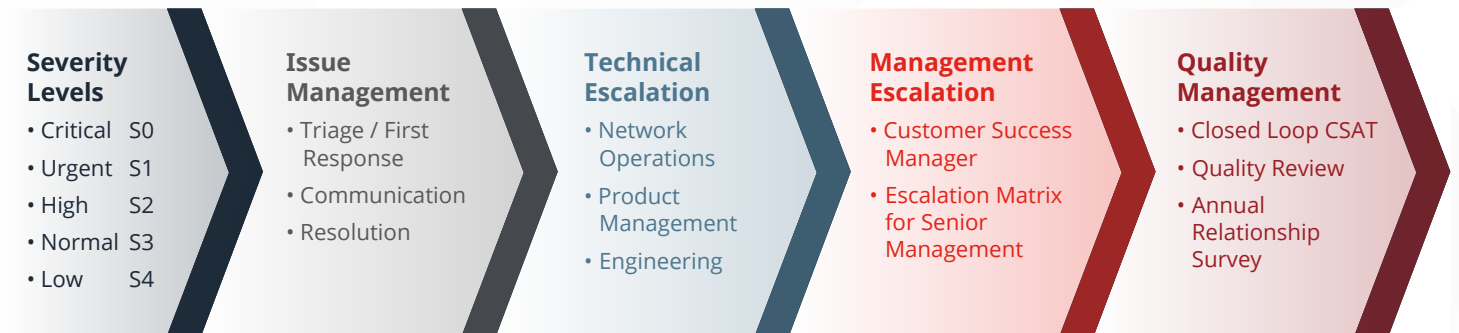 Severity
Levels
• Critical S0
• Urgent S1
• High S2
• Normal S3
• Low S4
Issue
Management
• Triage / First
Response
• Communication
• Resolution
Technical
Escalation
• Network
Operations
• Product
Management
• Engineering
Management
Escalation
• Customer Success
Manager
• Escalation Matrix
for Senior
Management
Quality
Management
• Closed Loop CSAT
• Quality Review
• Annual
Relationship
Survey